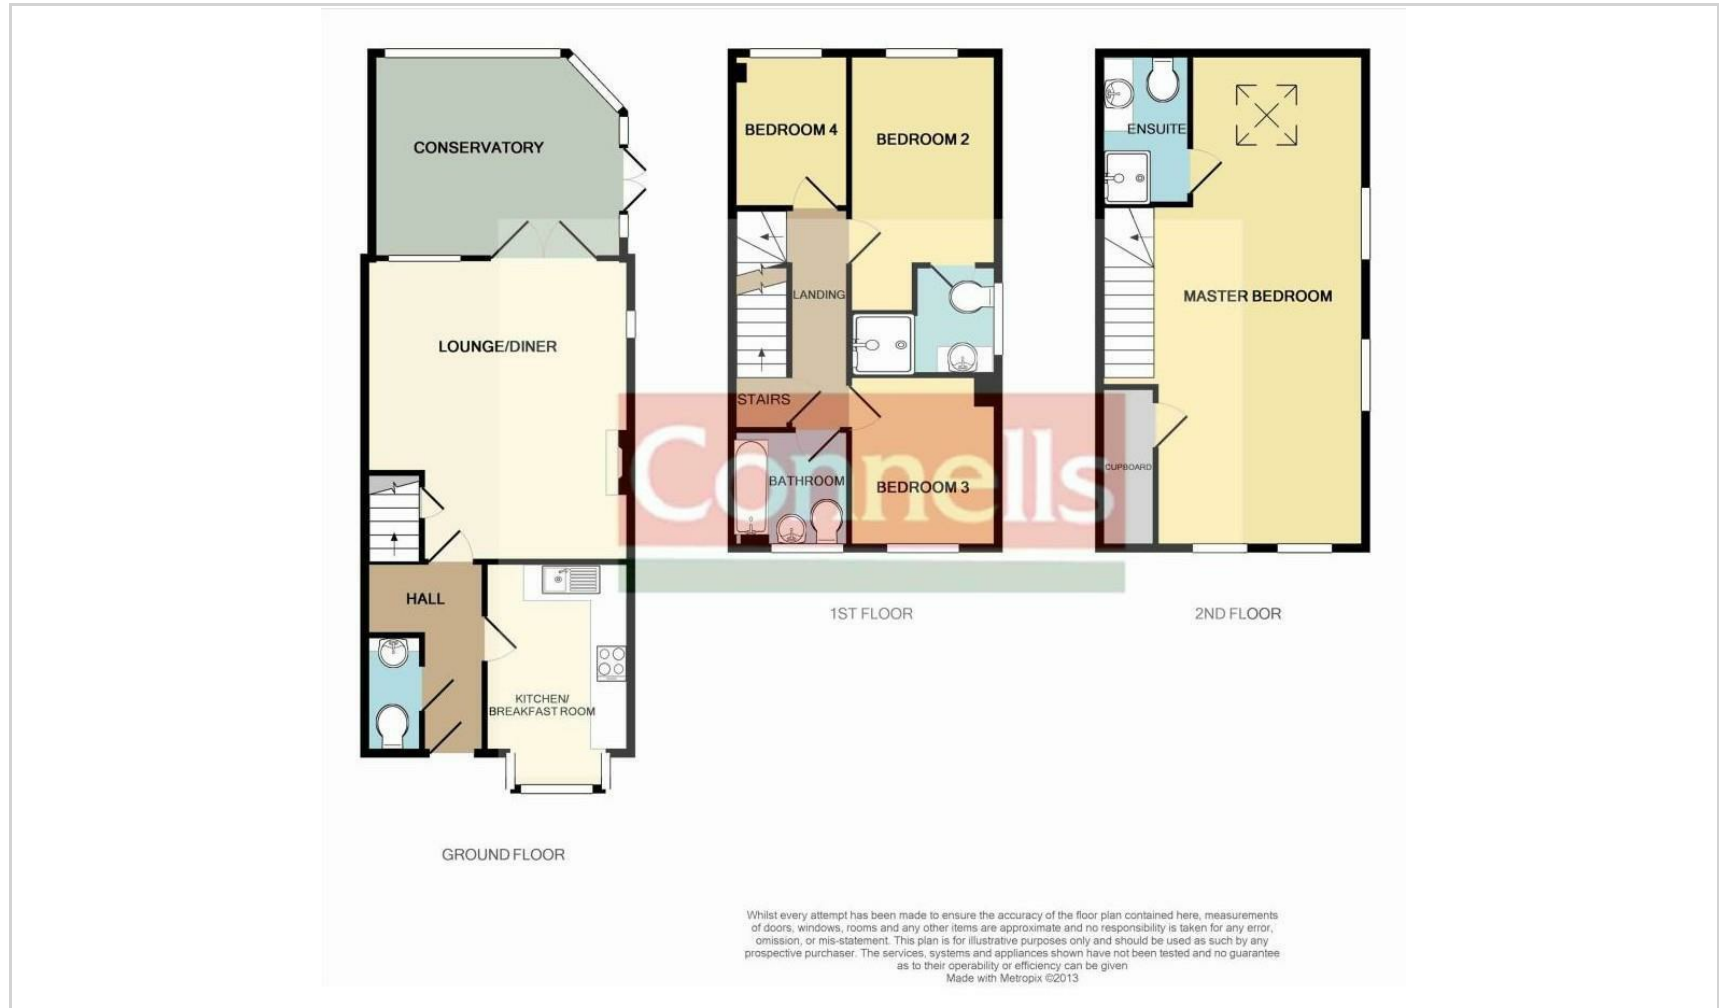 CONSERVATORY
LOUNGE/DINER
HALL
KITCHEN/
BREAKFAST ROOM
GROUND FLOOR
BEDROOM 4
BEDROOM 2
LANDING
STAIRS
BATHROOM
BEDROOM 3
1ST FLOOR
ENSUITE
MASTER BEDROOM
CUPBOARD
2ND FLOOR
Connells
Whilst every attempt has been made to ensure the accuracy of the floor plan contained here, measurements
of doors, windows, rooms and any other items are approximate and no responsibility is taken for any error,
omission, or mis-statement. This plan is for illustrative purposes only and should be used as such by any
prospective purchaser. The services, systems and appliances shown have not been tested and no guarantee
as to their operability or efficiency can be given
Made with Metropix ©2013